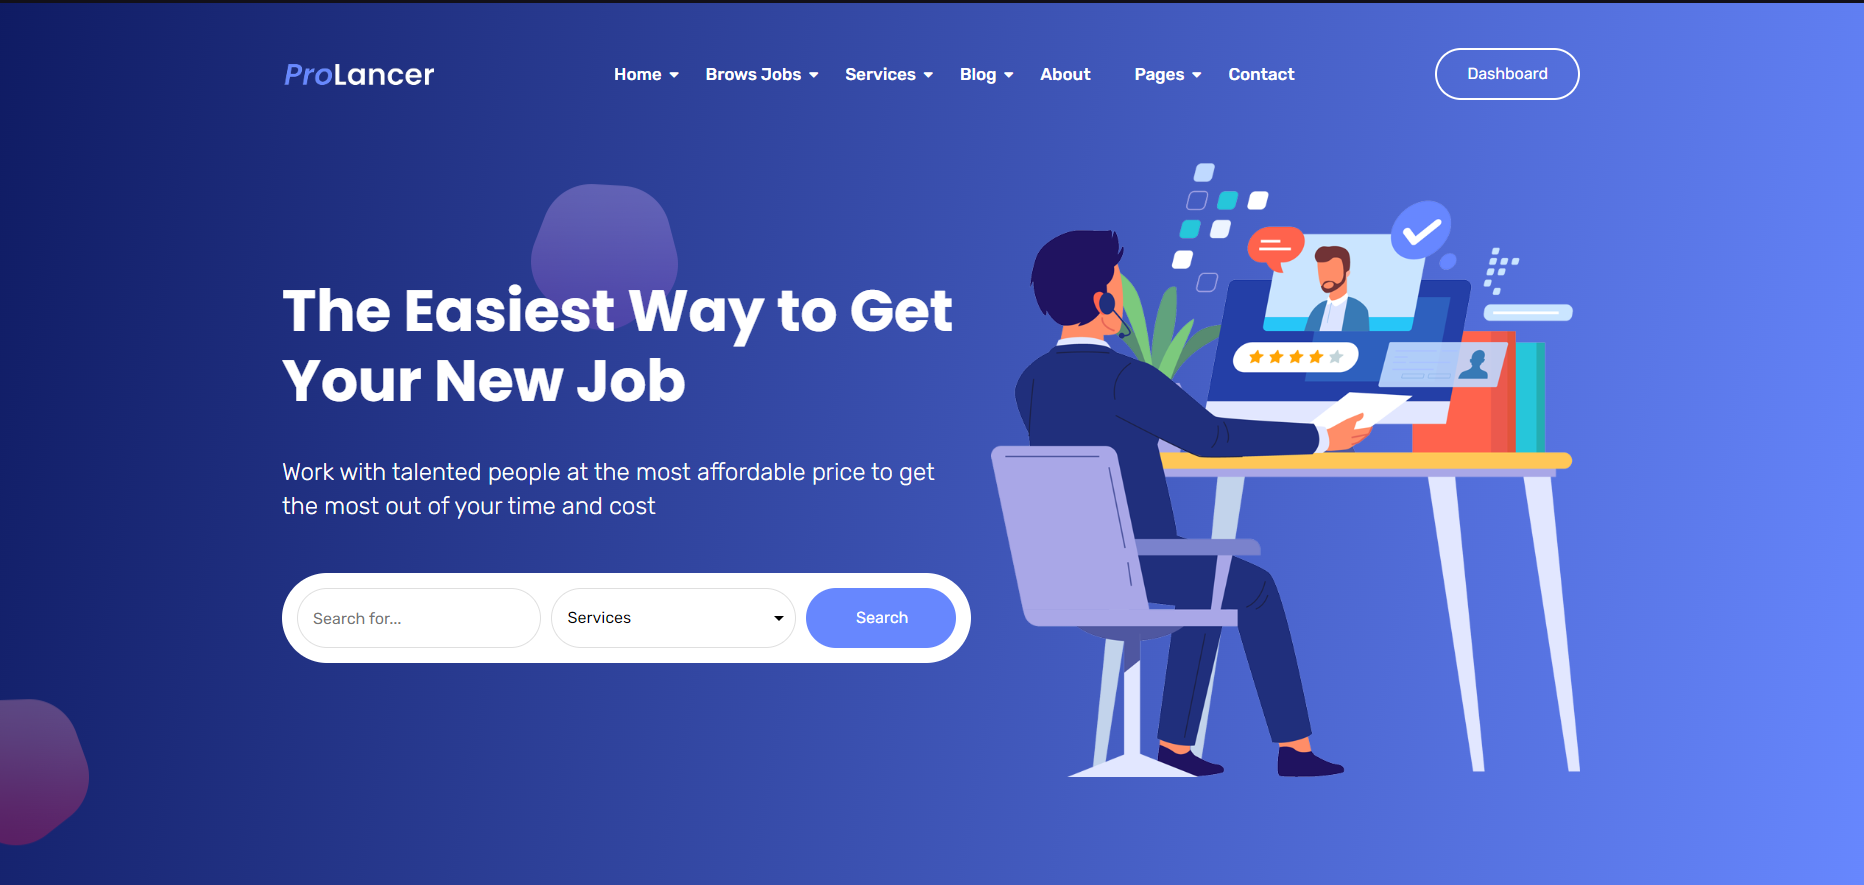 ProLancer
Home Brows Jobs Services Blog About Pages Contact
Dashboard
The Easiest Way to Get
Your New Job
Work with talented people at the most affordable price to get
the most out of your time and cost
Search for...
Services
Search